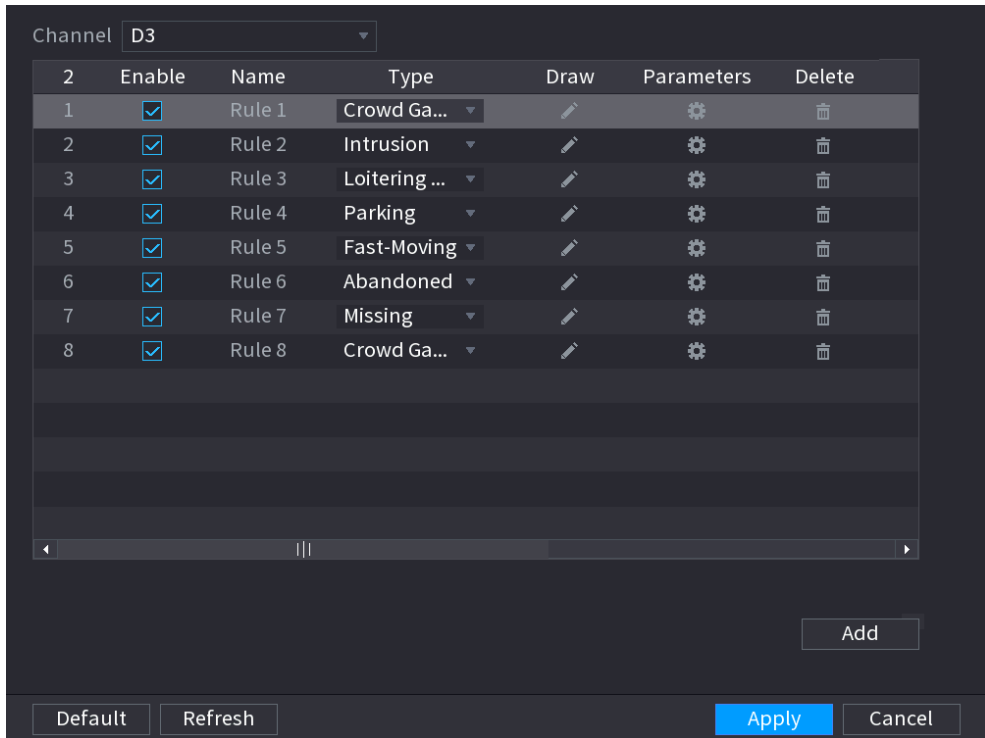 Channel D3
2 Enable Name Type Draw Parameters Delete
1 Rule 1 Crowd Ga...
2 Rule 2 Intrusion
3 Rule 3 Loitering ...
4 Rule 4 Parking
5 Rule 5 Fast-Moving
6 Rule 6 Abandoned
7 Rule 7 Missing
8 Rule 8 Crowd Ga...
Add
Default Refresh Apply Cancel